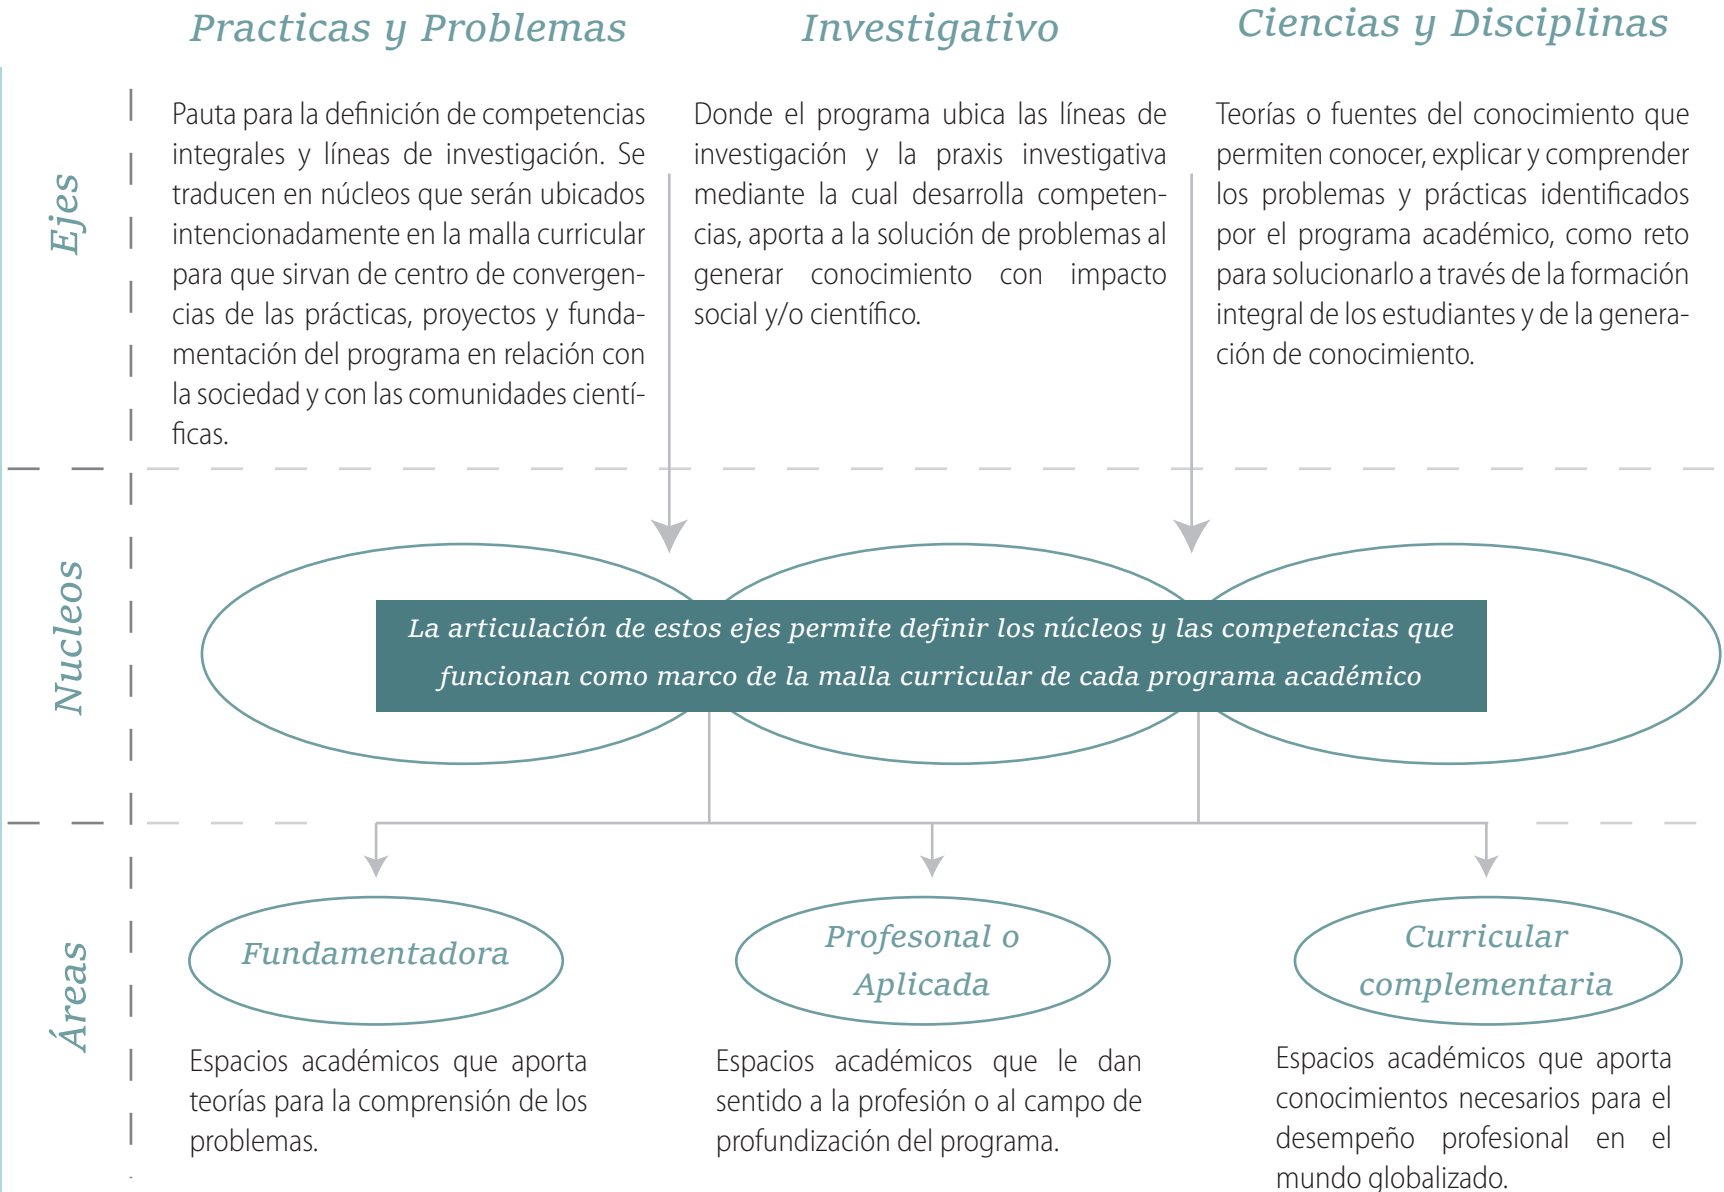 Practicas y Problemas
Investigativo
Ciencias y Disciplinas
Ejes
Pauta para la definición de competencias
integrales y líneas de investigación. Se
traducen en núcleos que serán ubicados
intencionadamente en la malla curricular
para que sirvan de centro de convergen-
cias de las prácticas, proyectos y funda-
mentación del programa en relación con
la sociedad y con las comunidades cientí-
ficas.
Donde el programa ubica las líneas de
investigación y la praxis investigativa
mediante la cual desarrolla competen-
cias, aporta a la solución de problemas al
generar conocimiento con impacto
social y/o científico.
Teorías o fuentes del conocimiento que
permiten conocer, explicar y comprender
los problemas y prácticas identificados
por el programa académico, como reto
para solucionarlo a través de la formación
integral de los estudiantes y de la genera-
ción de conocimiento.
Nucleos
La articulación de estos ejes permite definir los núcleos y las competencias que
funcionan como marco de la malla curricular de cada programa académico
Áreas
Fundamentadora
Espacios académicos que aporta
teorías para la comprensión de los
problemas.
Profesonal o
Aplicada
Espacios académicos que le dan
sentido a la profesión o al campo de
profundización del programa.
Curricular
complementaria
Espacios académicos que aporta
conocimientos necesarios para el
desempeño profesional en el
mundo globalizado.